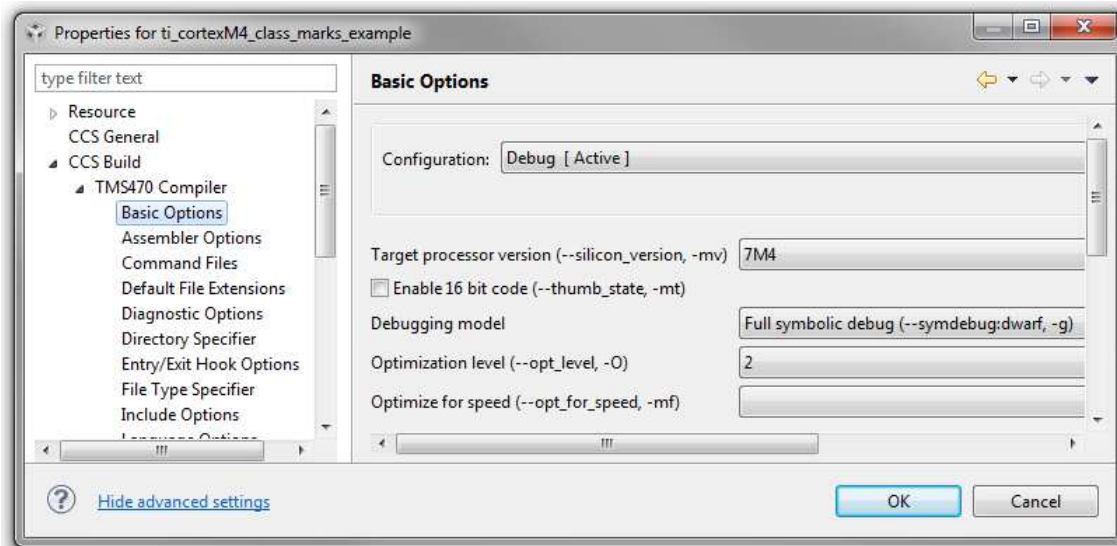 Properties for ti_cortexM4_class_marks_example
type filter text
Resource
CCS General
CCS Build
TMS470 Compiler
Basic Options
Assembler Options
Command Files
Default File Extensions
Diagnostic Options
Directory Specifier
Entry/Exit Hook Options
File Type Specifier
Include Options
Basic Options
Configuration: Debug [ Active ]
Target processor version (--silicon_version, -mv) 7M4
Enable 16 bit code (--thumb_state, -mt)
Debugging model Full symbolic debug (--symdebug:dwarf, -g)
Optimization level (--opt_level, -O) 2
Optimize for speed (--opt_for_speed, -mf)
? Hide advanced settings
OK Cancel